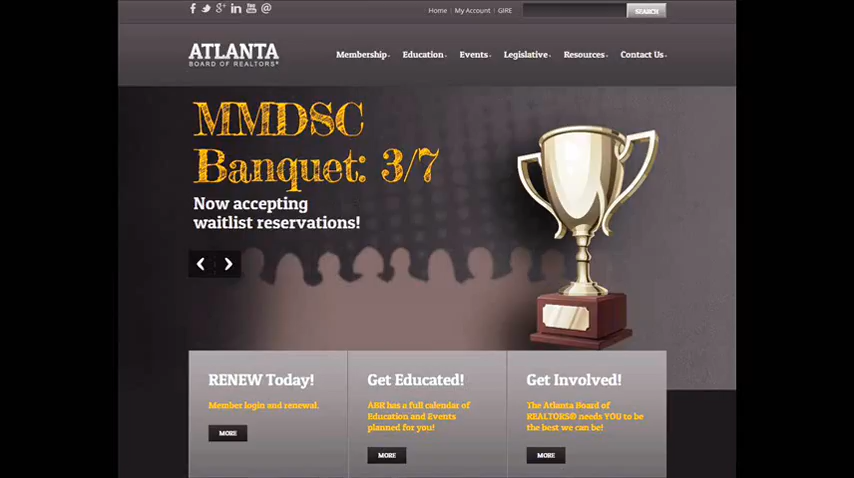 Home My Account GIRE
SEARCH
ATLANTA
BOARD OF REALTORS®
Membership Education Events Legislative Resources Contact Us
MMDSC
Banquet: 3/7
Now accepting
waitlist reservations!
RENEW Today!
Member login and renewal.
MORE
Get Educated!
ABR has a full calendar of
Education and Events
planned for you!
MORE
Get Involved!
The Atlanta Board of
REALTORS® needs YOU to be
the best we can be!
MORE